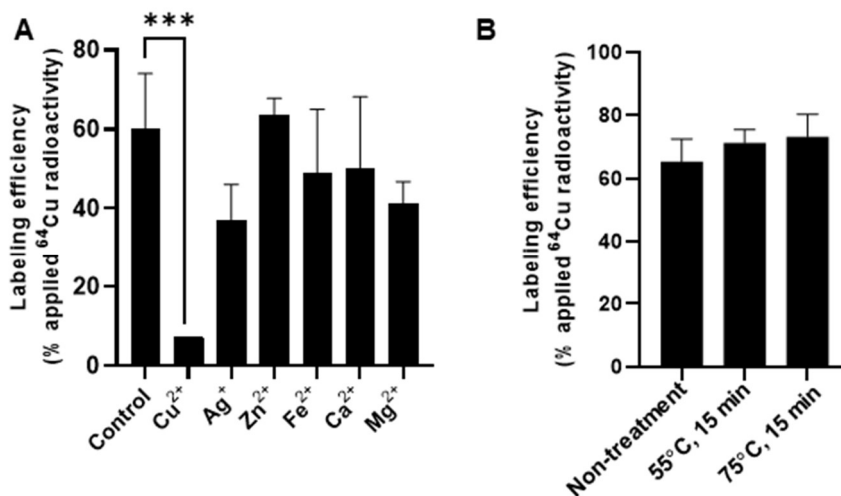 A
***
Labeling efficiency
(% applied ⁶⁴Cu radioactivity)
80
60
40
20
0
Control
Cu²⁺
Ag⁺
Zn²⁺
Fe²⁺
Ca²⁺
Mg²⁺
B
Labeling efficiency
(% applied ⁶⁴Cu radioactivity)
100
80
60
40
20
0
Non-treatment
55°C, 15 min
75°C, 15 min